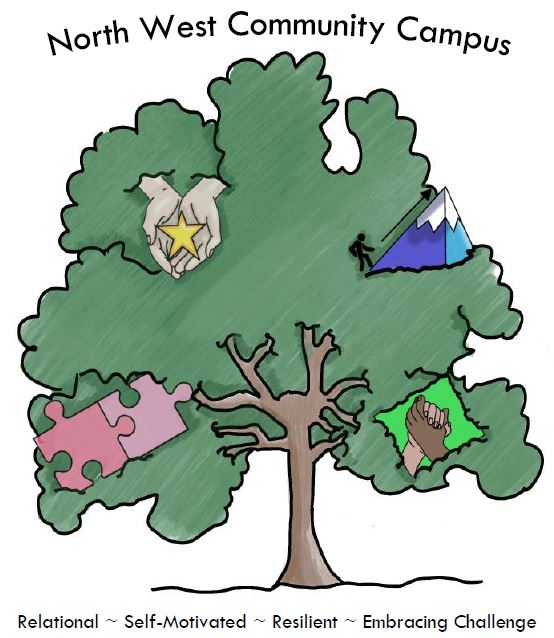 North West Community Campus
Relational ~ Self-Motivated ~ Resilient ~ Embracing Challenge